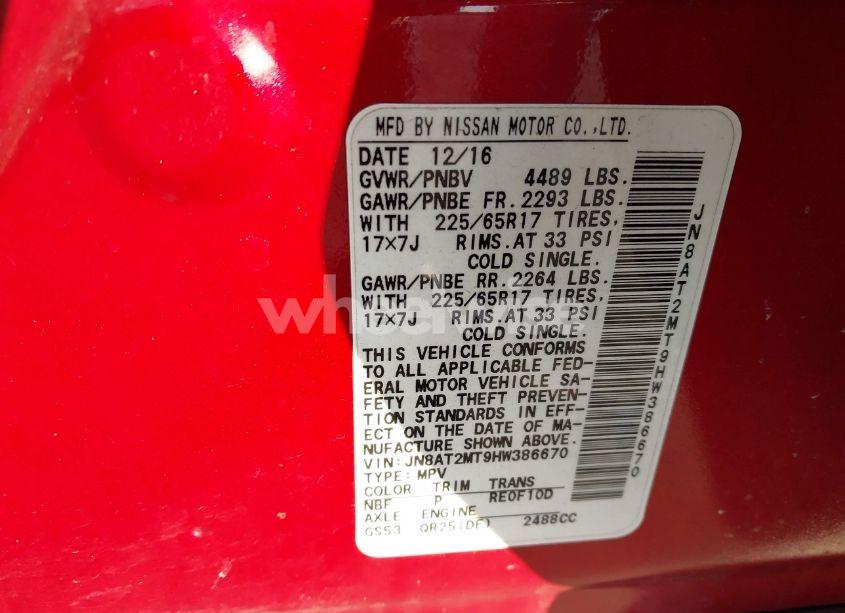 MFD BY NISSAN MOTOR CO.,LTD.
DATE 12/16
GVWR/PNBV 4489 LBS.
GAWR/PNBE FR.2293 LBS.
WITH 225/65R17 TIRES,
17×7J RIMS.AT 33 PSI
COLD SINGLE.
GAWR/PNBE RR.2264 LBS.
WITH 225/65R17 TIRES,
17×7J RIMS.AT 33 PSI
COLD SINGLE.
THIS VEHICLE CONFORMS
TO ALL APPLICABLE FED-
ERAL MOTOR VEHICLE SA-
FETY AND THEFT PREVEN-
TION STANDARDS IN EFF-
ECT ON THE DATE OF MA-
NUFACTURE SHOWN ABOVE.
VIN:JN8AT2MT9HW386670
TYPE:MPV
COLOR TRIM TRANS
NBF P RE0F10D
AXLE ENGINE
GS53 QR25(DE) 2488CC
JN8AT2MT9HW386670